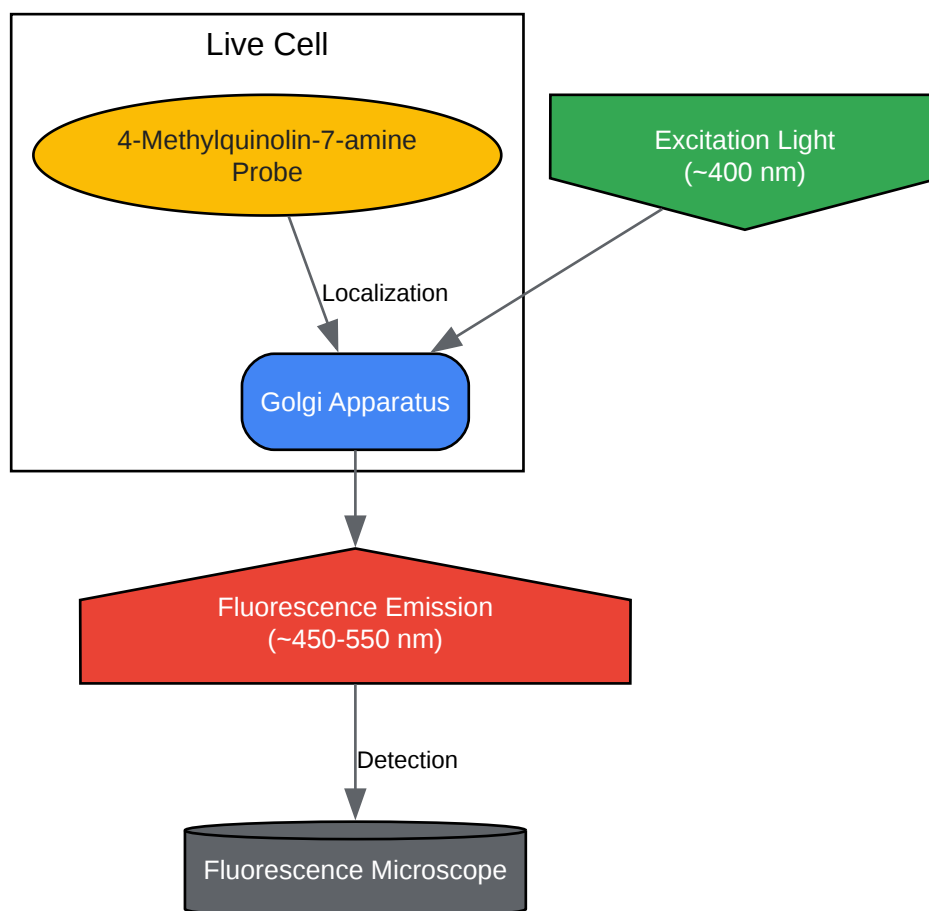 Live Cell
4-Methylquinolin-7-amine
Probe
Excitation Light
(~400 nm)
Localization
Golgi Apparatus
Fluorescence Emission
(~450-550 nm)
Detection
Fluorescence Microscope